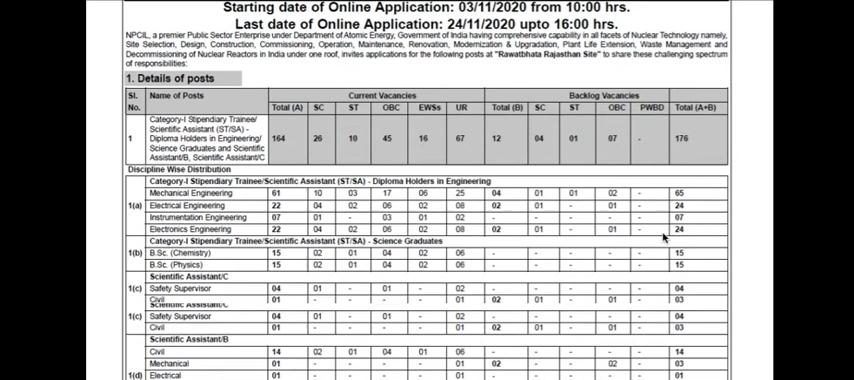 Starting date of Online Application: 03/11/2020 from 10:00 hrs.
Last date of Online Application: 24/11/2020 upto 16:00 hrs.
NPCIL, a premier Public Sector Enterprise under Department of Atomic Energy, Government of India having comprehensive capability in all facets of Nuclear Technology namely,
Site Selection, Design, Construction, Commissioning, Operation, Maintenance, Renovation, Modernization & Upgradation, Plant Life Extension, Waste Management and
Decommissioning of Nuclear Reactors in India under one roof, invites applications for the following posts at "Rawatbhata Rajasthan Site" to share these challenging spectrum
of responsibilities:
1. Details of posts
Sl. No. Name of Posts Current Vacancies Backlog Vacancies Total (A+B)
Total (A) SC ST OBC EWSs UR Total (B) SC ST OBC PWBD
1 Category-I Stipendiary Trainee/ Scientific Assistant (ST/SA) - Diploma Holders in Engineering/ Science Graduates and Scientific Assistant/B, Scientific Assistant/C 164 26 10 45 16 67 12 04 01 07 - 176
Discipline Wise Distribution
Category-I Stipendiary Trainee/Scientific Assistant (ST/SA) - Diploma Holders in Engineering
1(a) Mechanical Engineering 61 10 03 17 06 25 04 01 01 02 - 65
Electrical Engineering 22 04 02 06 02 08 02 01 - 01 - 24
Instrumentation Engineering 07 01 - 03 01 02 - - - - - 07
Electronics Engineering 22 04 02 06 02 08 02 01 - 01 - 24
Category-I Stipendiary Trainee/Scientific Assistant (ST/SA) - Science Graduates
1(b) B.Sc. (Chemistry) 15 02 01 04 02 06 - - - - - 15
B.Sc. (Physics) 15 02 01 04 02 06 - - - - - 15
Scientific Assistant/C
1(c) Safety Supervisor 04 01 - 01 - 02 - - - - - 04
Civil 01 - - - - 01 02 01 - 01 - 03
Scientific Assistant/C
1(c) Safety Supervisor 04 01 - 01 - 02 - - - - - 04
Civil 01 - - - - 01 02 01 - 01 - 03
Scientific Assistant/B
1(d) Civil 14 02 01 04 01 06 - - - - - 14
Mechanical 01 - - - - 01 02 - - 02 - 03
Electrical 01 - - - - 01 - - - - - 01